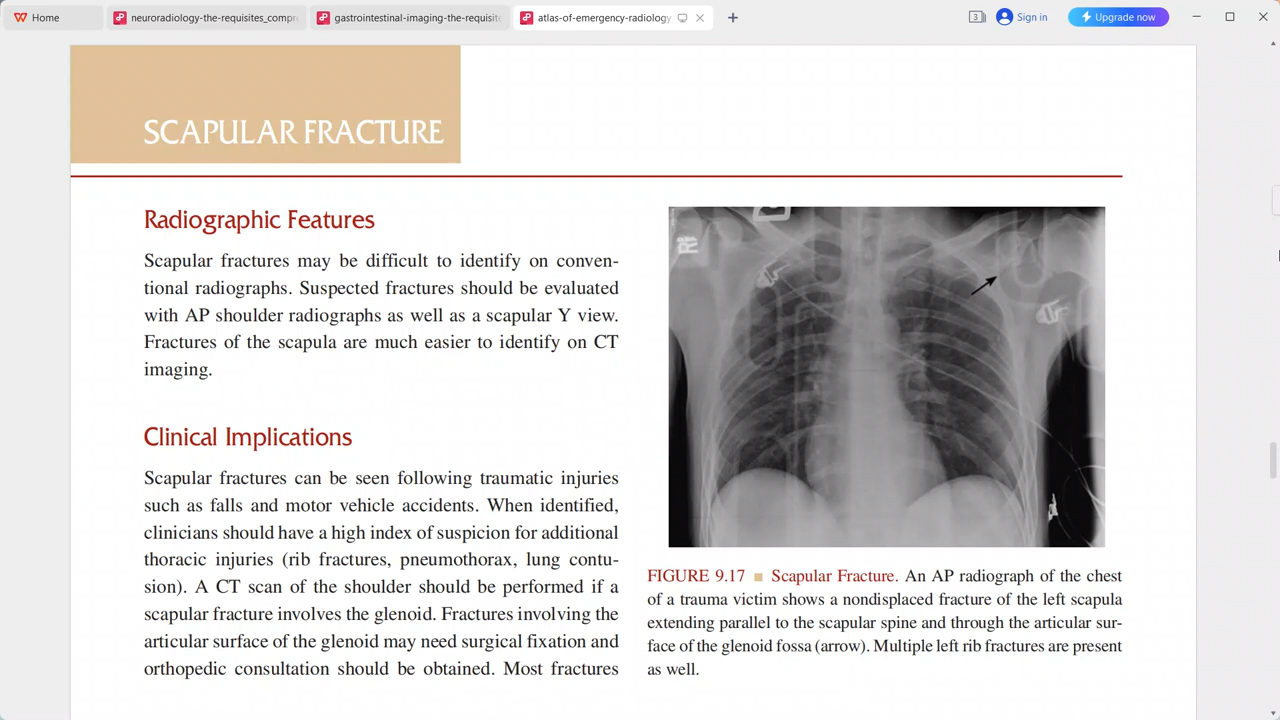 Home
neuroradiology-the-requisites_compre
gastrointestinal-imaging-the-requisite
atlas-of-emergency-radiology
3
Sign in
Upgrade now
SCAPULAR FRACTURE
Radiographic Features
Scapular fractures may be difficult to identify on conven-
tional radiographs. Suspected fractures should be evaluated
with AP shoulder radiographs as well as a scapular Y view.
Fractures of the scapula are much easier to identify on CT
imaging.
Clinical Implications
Scapular fractures can be seen following traumatic injuries
such as falls and motor vehicle accidents. When identified,
clinicians should have a high index of suspicion for additional
thoracic injuries (rib fractures, pneumothorax, lung contu-
sion). A CT scan of the shoulder should be performed if a
scapular fracture involves the glenoid. Fractures involving the
articular surface of the glenoid may need surgical fixation and
orthopedic consultation should be obtained. Most fractures
FIGURE 9.17 ■ Scapular Fracture. An AP radiograph of the chest
of a trauma victim shows a nondisplaced fracture of the left scapula
extending parallel to the scapular spine and through the articular sur-
face of the glenoid fossa (arrow). Multiple left rib fractures are present
as well.